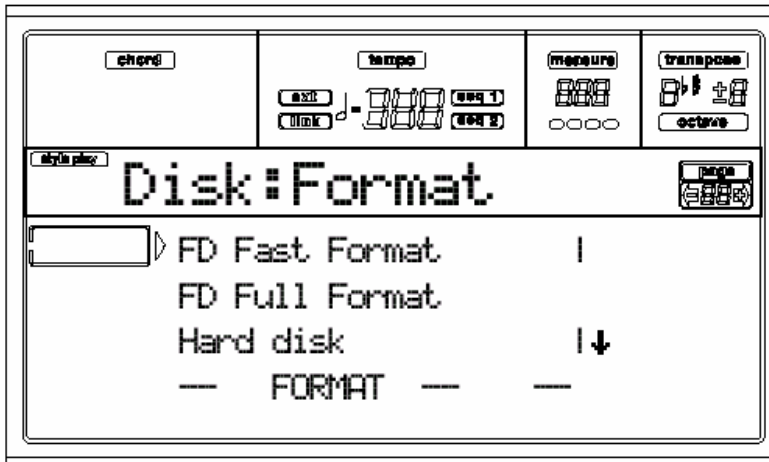 chord tempo measure transpose
ext seq 1
link seq 2
octave
style play
Disk:Format
page
FD Fast Format
FD Full Format
Hard disk
--- FORMAT --- ---